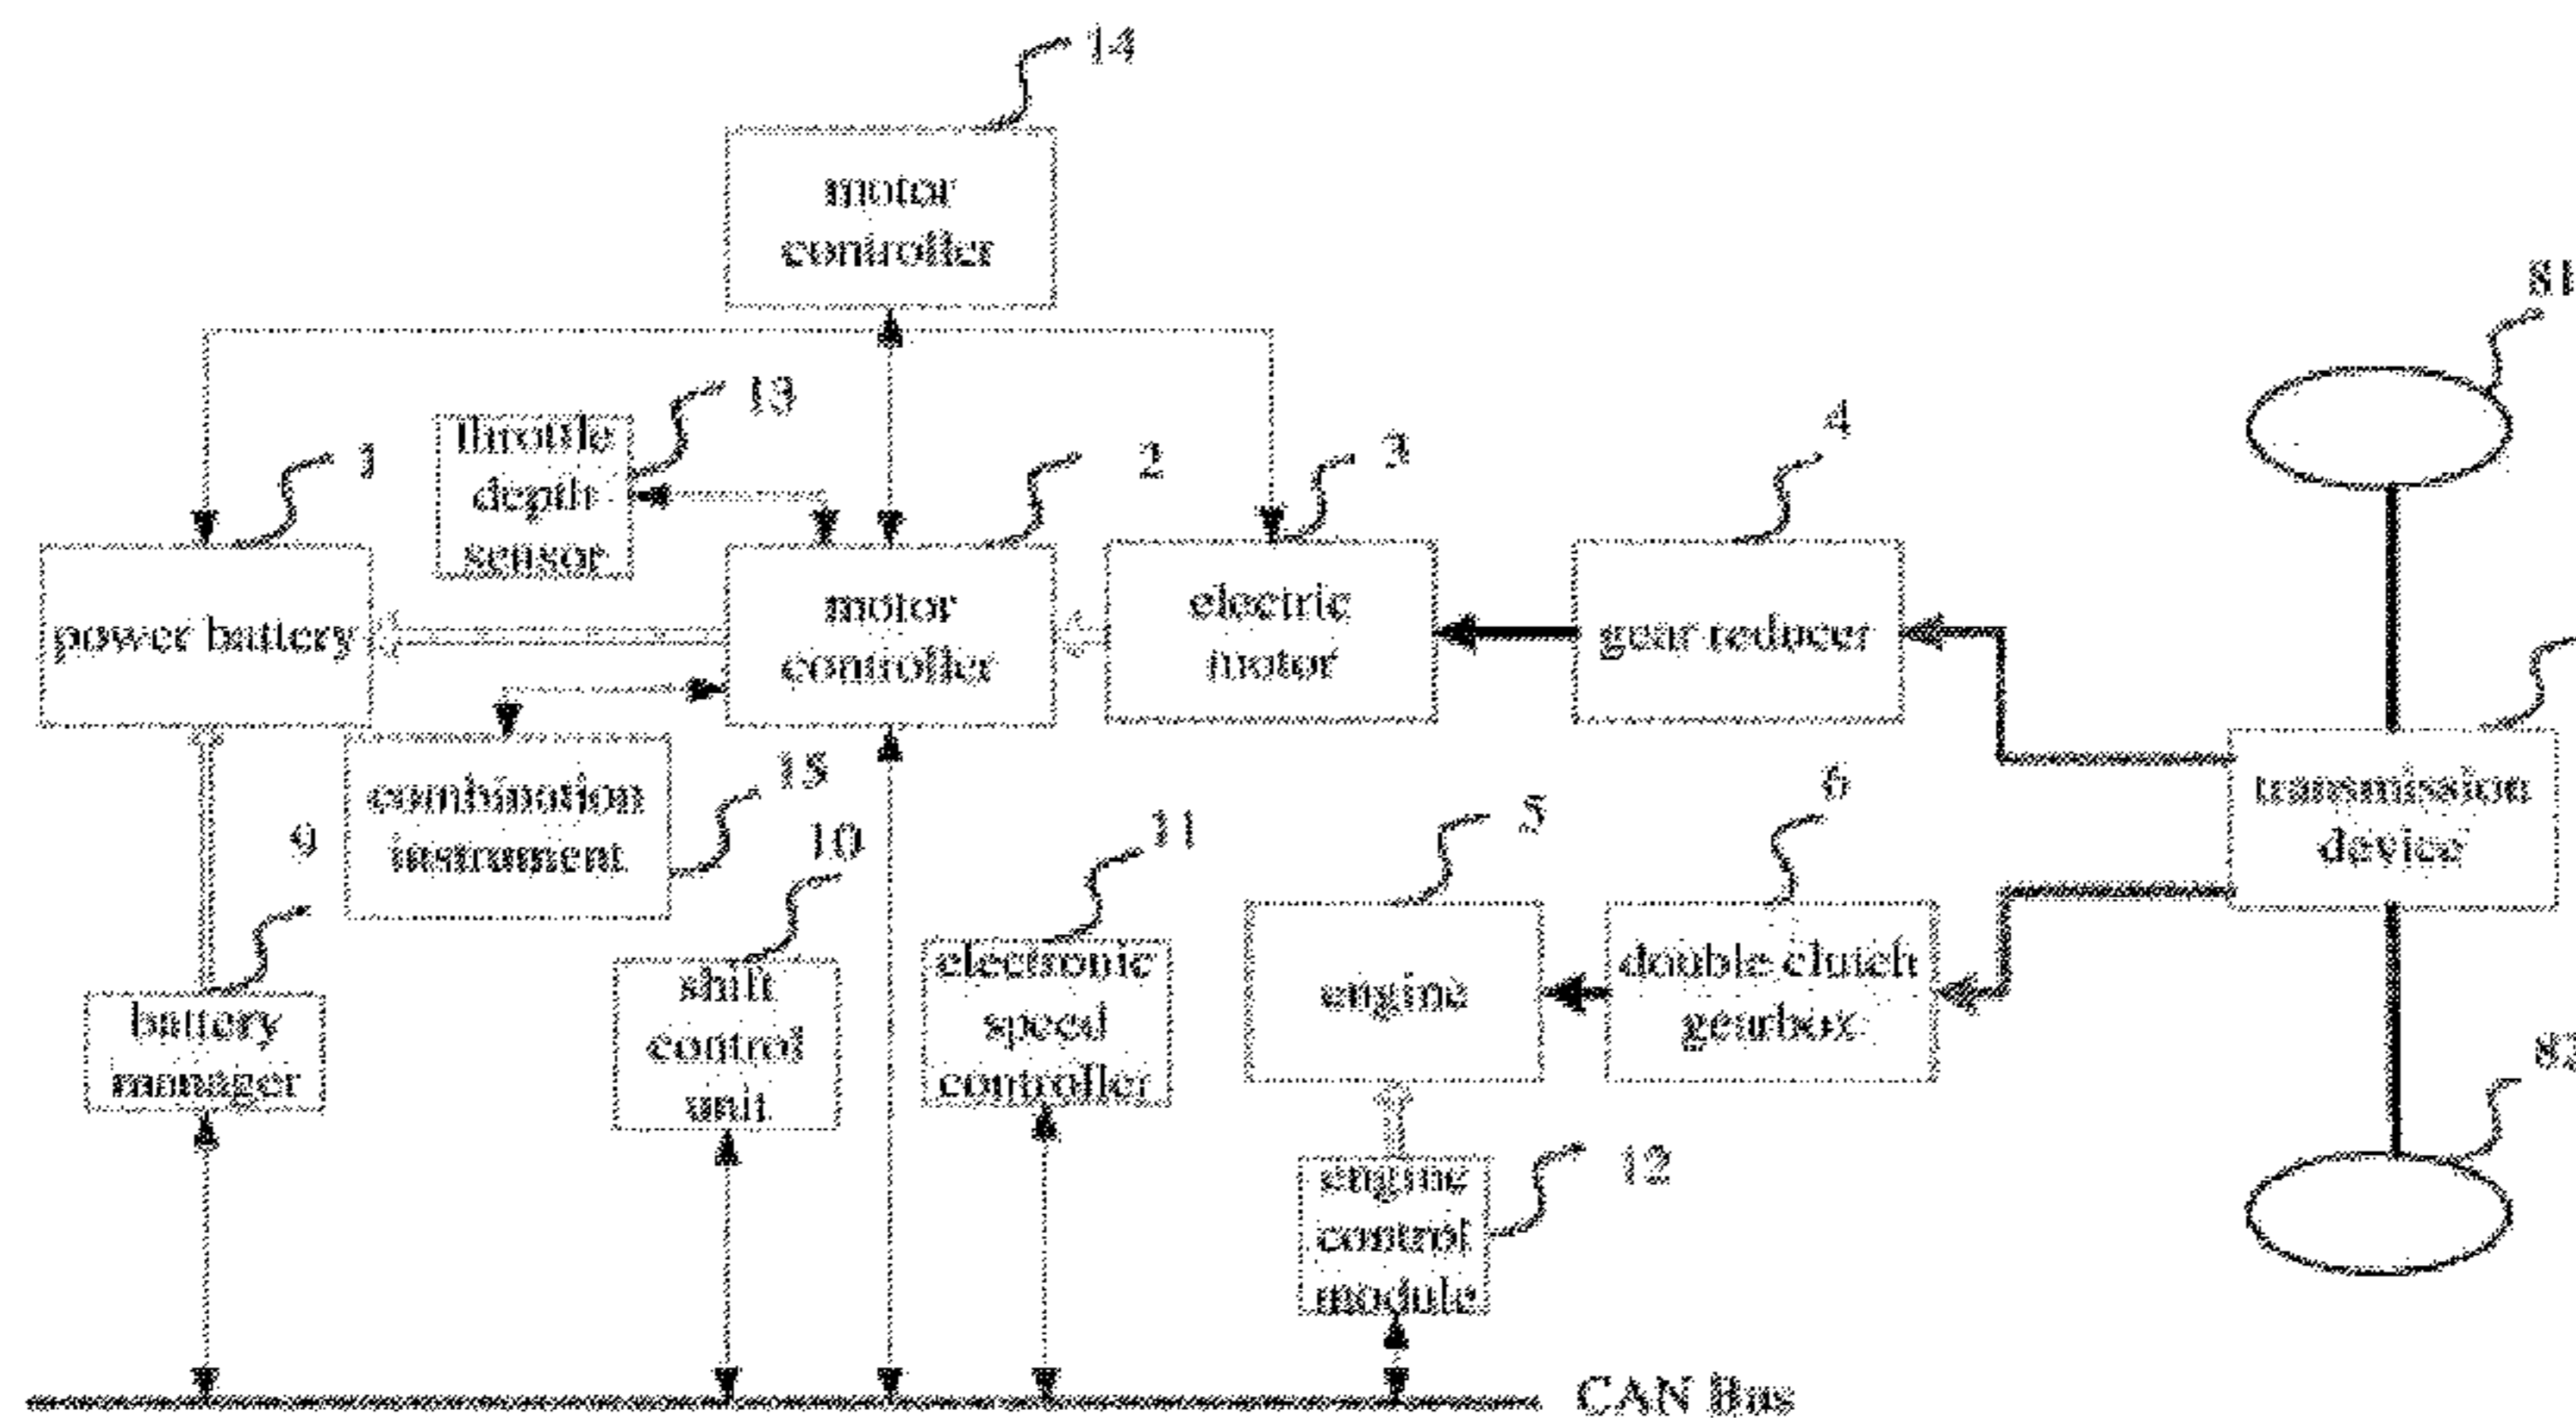 14
motor
controller
81
13
throttle
depth
sensor
1
2
3
4
power battery
motor
controller
electric
motor
gear reducer
15
combination
instrument
9
10
11
5
6
transmission
device
shift
control
unit
electronic
speed
controller
engine
double clutch
gearbox
battery
manager
82
12
engine
control
module
CAN Bus